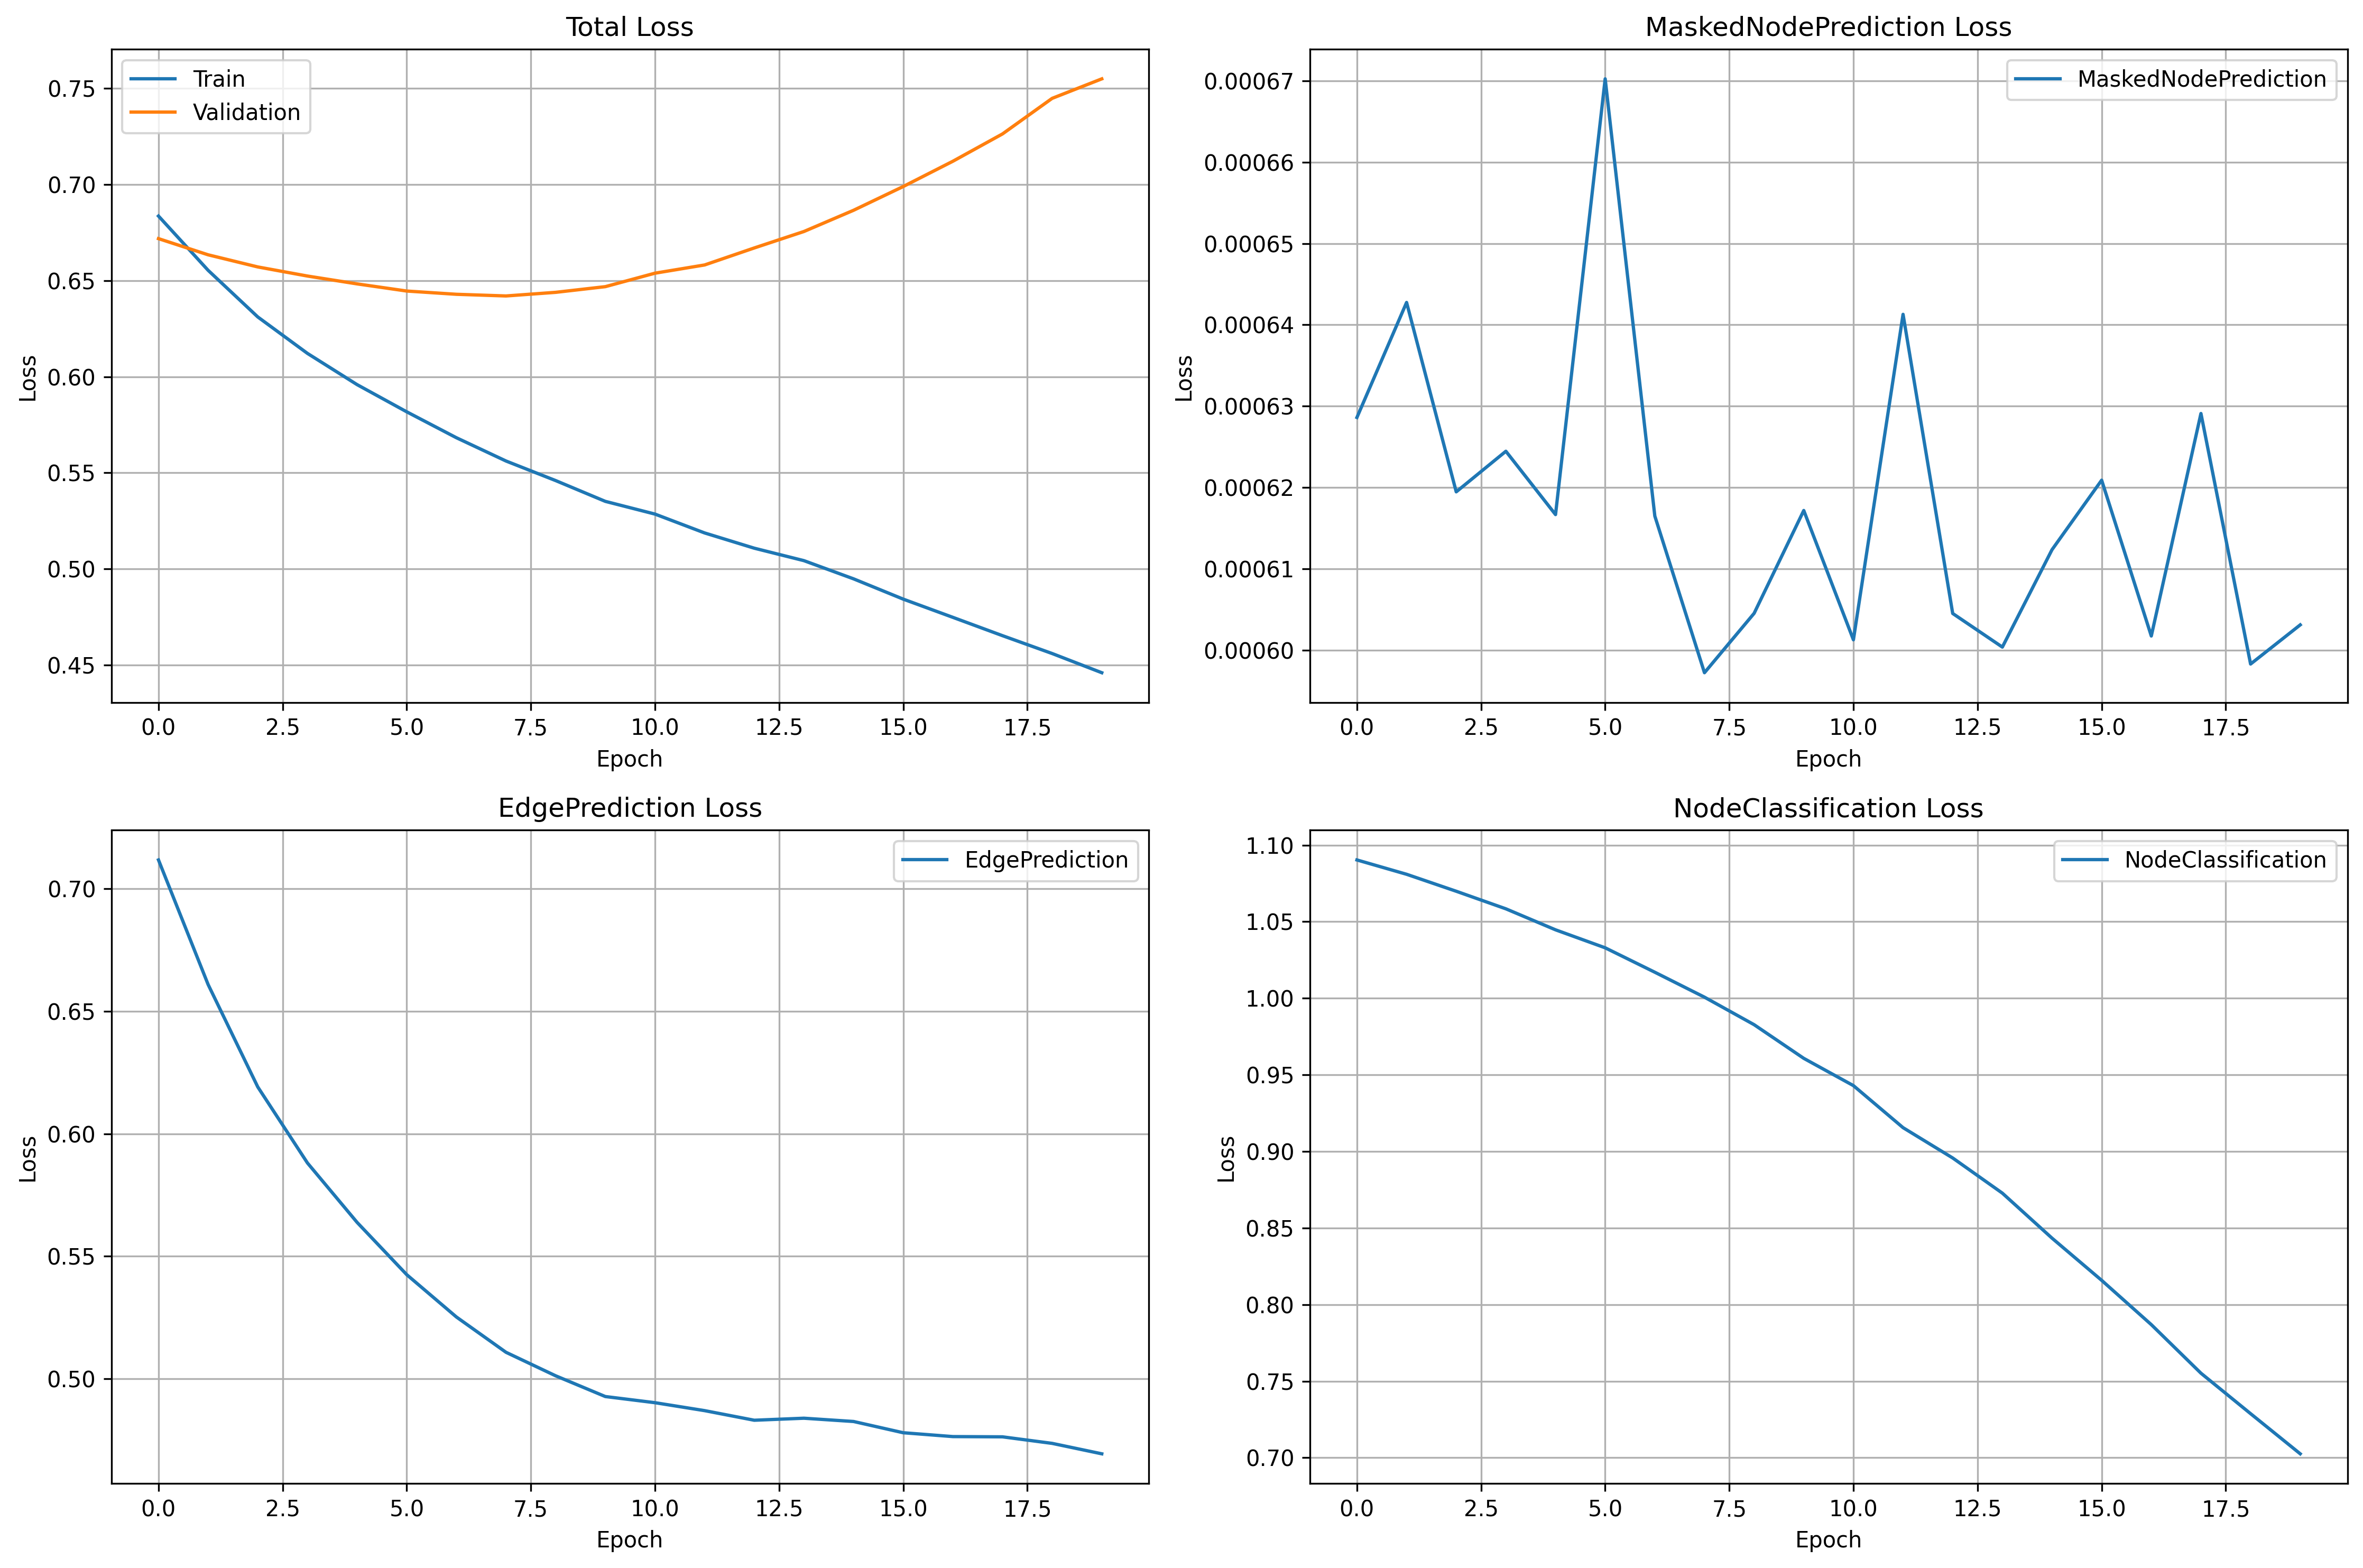 Total Loss
Train
Validation
Loss
0.75
0.70
0.65
0.60
0.55
0.50
0.45
0.0 2.5 5.0 7.5 10.0 12.5 15.0 17.5
Epoch
MaskedNodePrediction Loss
MaskedNodePrediction
Loss
0.00067
0.00066
0.00065
0.00064
0.00063
0.00062
0.00061
0.00060
0.0 2.5 5.0 7.5 10.0 12.5 15.0 17.5
Epoch
EdgePrediction Loss
EdgePrediction
Loss
0.70
0.65
0.60
0.55
0.50
0.0 2.5 5.0 7.5 10.0 12.5 15.0 17.5
Epoch
NodeClassification Loss
NodeClassification
Loss
1.10
1.05
1.00
0.95
0.90
0.85
0.80
0.75
0.70
0.0 2.5 5.0 7.5 10.0 12.5 15.0 17.5
Epoch